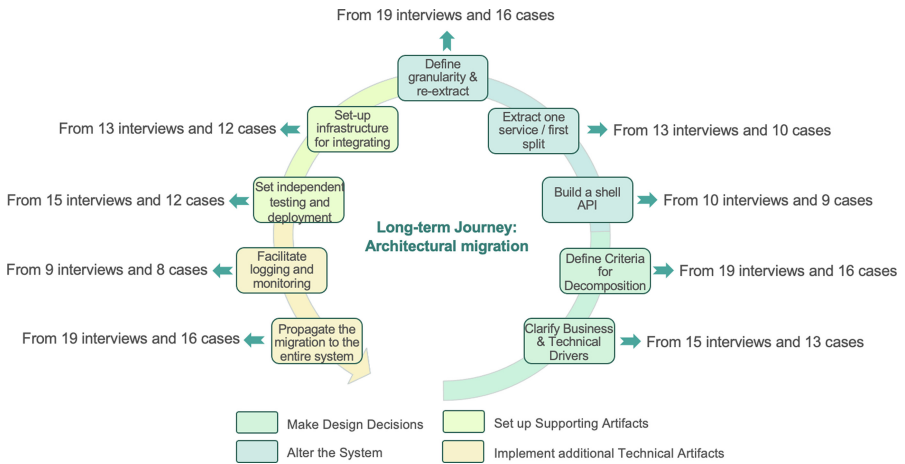 From 19 interviews and 16 cases
Define
granularity &
re-extract
Set-up
infrastructure
for integrating
From 13 interviews and 12 cases
Extract one
service / first
split
From 13 interviews and 10 cases
Set independent
testing and
deployment
From 15 interviews and 12 cases
Build a shell
API
From 10 interviews and 9 cases
Long-term Journey:
Architectural migration
Facilitate
logging and
monitoring
From 9 interviews and 8 cases
Define Criteria
for
Decomposition
From 19 interviews and 16 cases
Propagate the
migration to the
entire system
From 19 interviews and 16 cases
Clarify Business
& Technical
Drivers
From 15 interviews and 13 cases
Make Design Decisions
Set up Supporting Artifacts
Alter the System
Implement additional Technical Artifacts